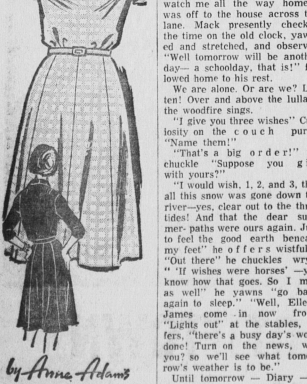 watch me all the way home
was off to the house across t
lane. Mack presently check
the time on the old clock, yaw
ed and stretched, and observ
"Well tomorrow will be anoth
day— a schoolday, that is!"
lowed home to his rest.
We are alone. Or are we? L
ten! Over and above the lulla
the woodfire sings.
"I give you three wishes" C
iosity on the couch pur
"Name them!"
"That's a big order!"
chuckle "Suppose you g
with yours?"
"I would wish, 1, 2, and 3, th
all this snow was gone down t
river—yes, clear out to the thr
tides! And that the dear su
mer- paths were ours again. Ju
to feel the good earth benea
my feet" he offers wistful
"Out there" he chuckles wr
" 'If wishes were horses' —y
know how that goes. So I m
as well" he yawns "go ba
again to sleep." "Well, Elle
James come in now fro
"Lights out" at the stables,
fers, "there's a busy day's wo
done! Turn on the news, w
you? so we'll see what tom
row's weather is to be."
Until tomorrow — Diary —
by Anne Adams